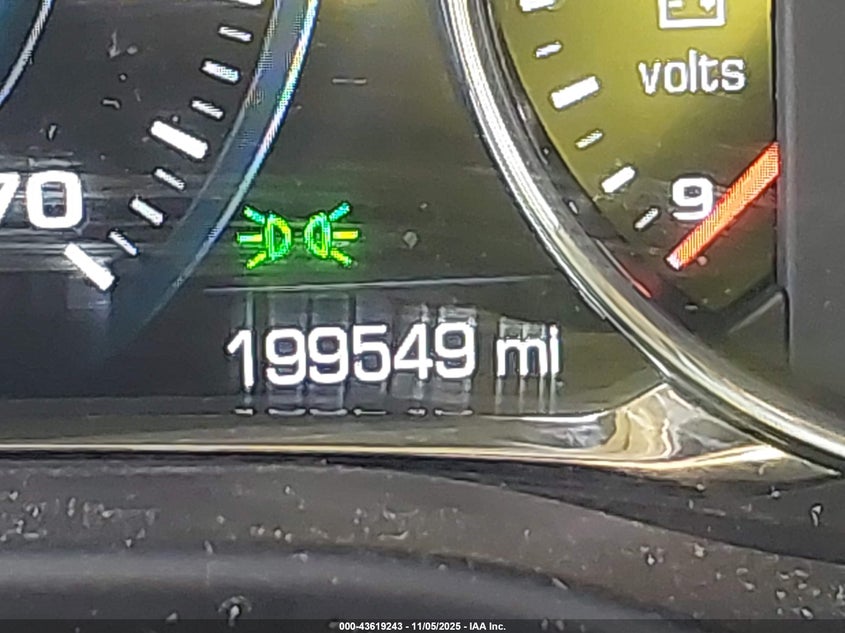 volts
70
9
199549 mi
000-43619243 - 11/05/2025 - IAA Inc.